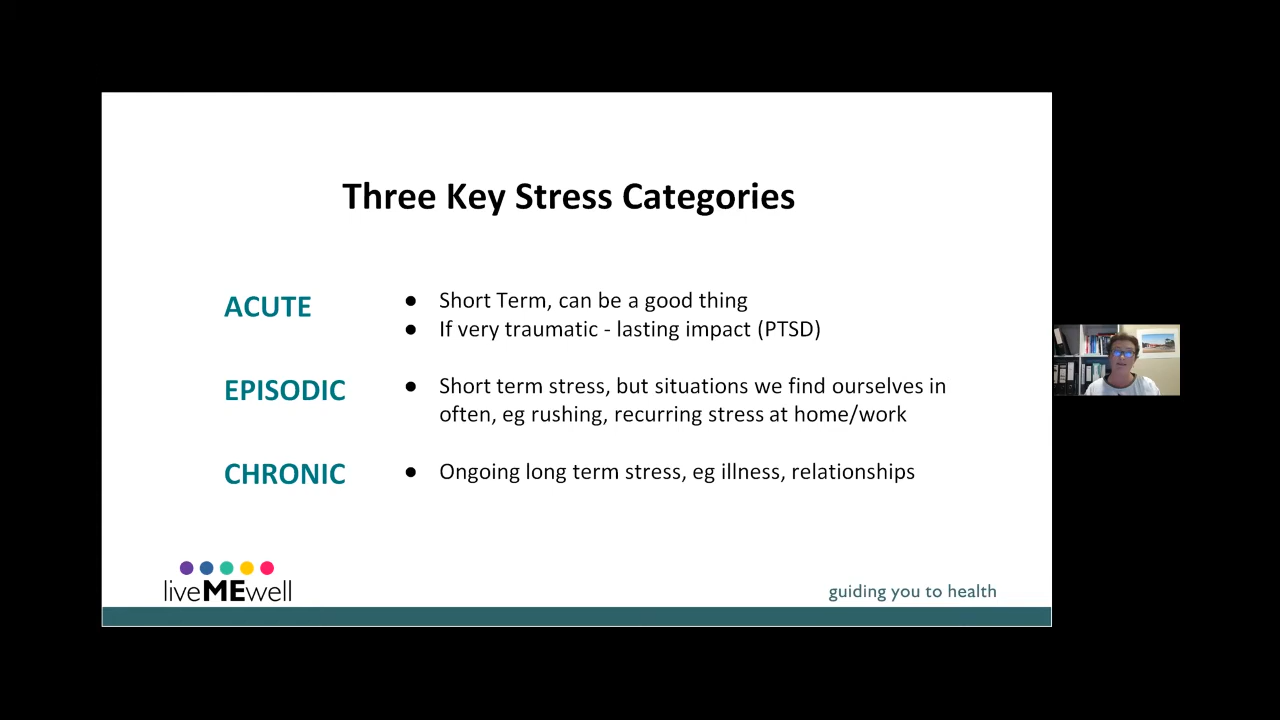 Three Key Stress Categories
ACUTE
● Short Term, can be a good thing
● If very traumatic - lasting impact (PTSD)
EPISODIC
● Short term stress, but situations we find ourselves in
often, eg rushing, recurring stress at home/work
CHRONIC
● Ongoing long term stress, eg illness, relationships
liveMEwell
guiding you to health